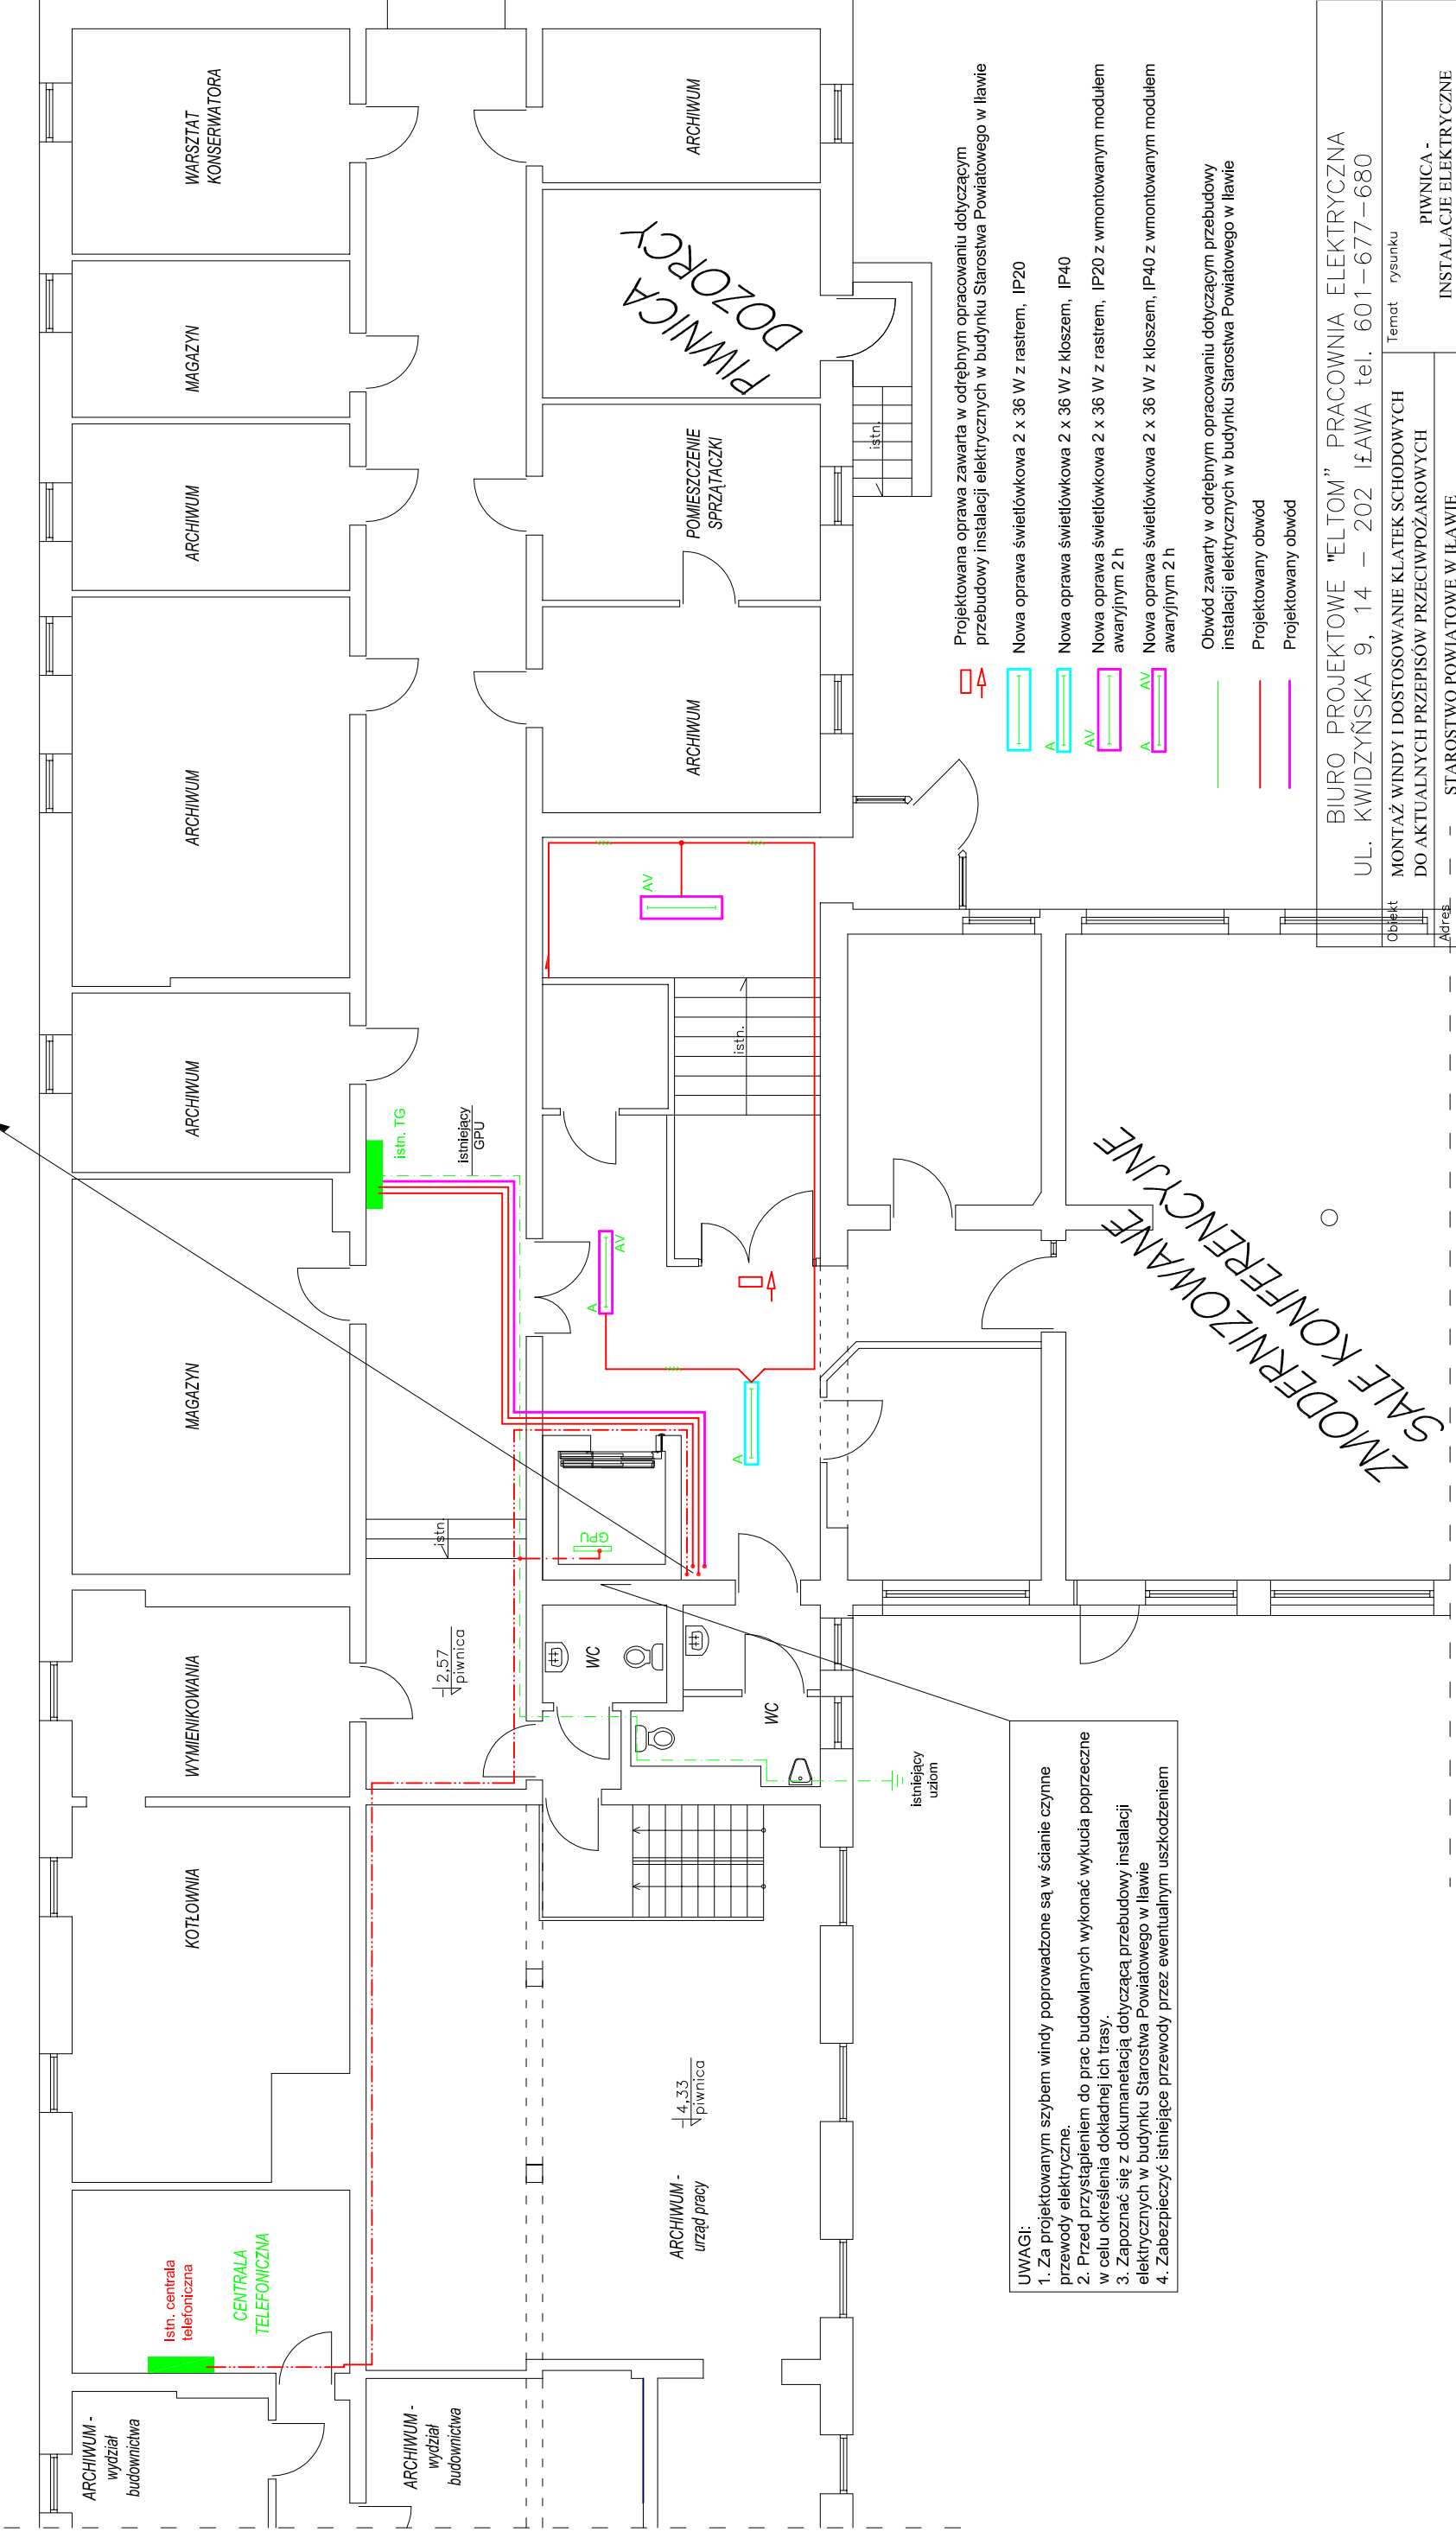 ARCHIWUM -
wydział
budownictwa
Istn. centrala
telefoniczna
CENTRALA
TELEFONICZNA
KOTŁOWNIA
WYMIENIKOWANIA
MAGAZYN
ARCHIWUM
ARCHIWUM
ARCHIWUM
MAGAZYN
WARSZTAT
KONSERWATORA
ARCHIWUM -
wydział
budownictwa
2,57
piwnica
istn.
istn. TG
istniejący
GPU
ARCHIWUM -
urząd pracy
4,33
piwnica
WC
WC
GPU
A
A
AV
istn.
AV
ARCHIWUM
POMIESZCZENIE
SPRZĄTACZKI
PIWNICA
DOZORCY
ARCHIWUM
istn.
istniejący
uziom
ZMODERNIZOWANE
SALE KONFERENCYJNE
UWAGI:
1. Za projektowanym szybem windy poprowadzone są w ścianie czynne
przewody elektryczne.
2. Przed przystąpieniem do prac budowlanych wykonać wykucia poprzeczne
w celu określenia dokładnej ich trasy.
3. Zapoznać się z dokumanetacją dotyczącą przebudowy instalacji
elektrycznych w budynku Starostwa Powiatowego w Iławie
4. Zabezpieczyć istniejące przewody przez ewentualnym uszkodzeniem
Projektowana oprawa zawarta w odrębnym opracowaniu dotyczącym
przebudowy instalacji elektrycznych w budynku Starostwa Powiatowego w Iławie
Nowa oprawa świetlówkowa 2 x 36 W z rastrem, IP20
A
Nowa oprawa świetlówkowa 2 x 36 W z kloszem, IP40
AV
Nowa oprawa świetlówkowa 2 x 36 W z rastrem, IP20 z wmontowanym modułem
awaryjnym 2 h
A AV
Nowa oprawa świetlówkowa 2 x 36 W z kloszem, IP40 z wmontowanym modułem
awaryjnym 2 h
Obwód zawarty w odrębnym opracowaniu dotyczącym przebudowy
instalacji elektrycznych w budynku Starostwa Powiatowego w Iławie
Projektowany obwód
Projektowany obwód
BIURO PROJEKTOWE "ELTOM" PRACOWNIA ELEKTRYCZNA
UL. KWIDZYŃSKA 9, 14 - 202 IŁAWA tel. 601-677-680
Obiekt
MONTAŻ WINDY I DOSTOSOWANIE KLATEK SCHODOWYCH
DO AKTUALNYCH PRZEPISÓW PRZECIWPOŻAROWYCH
Temat rysunku
PIWNICA -
INSTALACJE ELEKTRYCZNE
Adres
STAROSTWO POWIATOWE W IŁAWIE